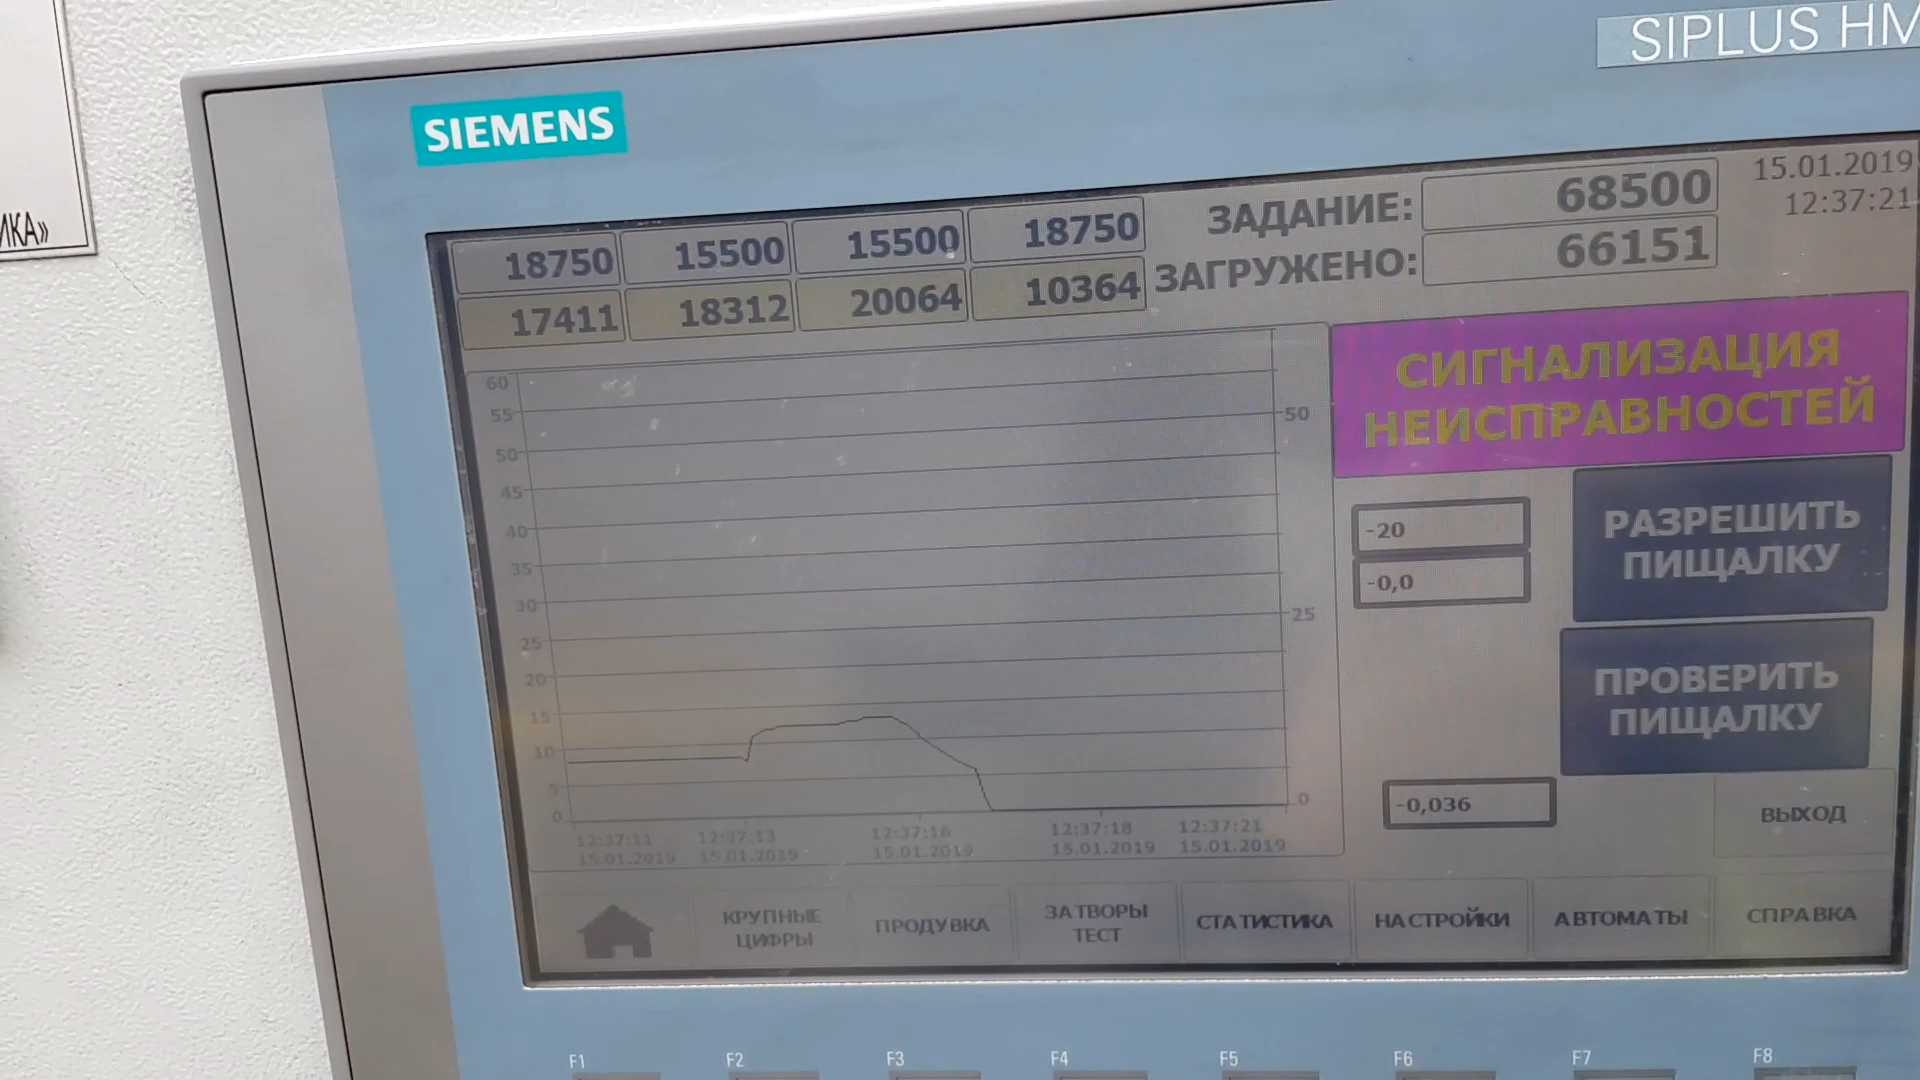 SIPLUS HM
SIEMENS
ИКА»
18750 15500 15500 18750
17411 18312 20064 10364
ЗАДАНИЕ: 68500
ЗАГРУЖЕНО: 66151
15.01.2019
12:37:21
СИГНАЛИЗАЦИЯ
НЕИСПРАВНОСТЕЙ
60
55
50
45
40
35
30
25
20
15
10
5
0
50
25
0
12:37:11 12:37:13 12:37:16 12:37:18 12:37:21
15.01.2019 15.01.2019 15.01.2019 15.01.2019 15.01.2019
-20
-0,0
-0,036
РАЗРЕШИТЬ
ПИЩАЛКУ
ПРОВЕРИТЬ
ПИЩАЛКУ
ВЫХОД
КРУПНЫЕ
ЦИФРЫ
ПРОДУВКА
ЗАТВОРЫ
ТЕСТ
СТАТИСТИКА
НАСТРОЙКИ
АВТОМАТЫ
СПРАВКА
F1 F2 F3 F4 F5 F6 F7 F8